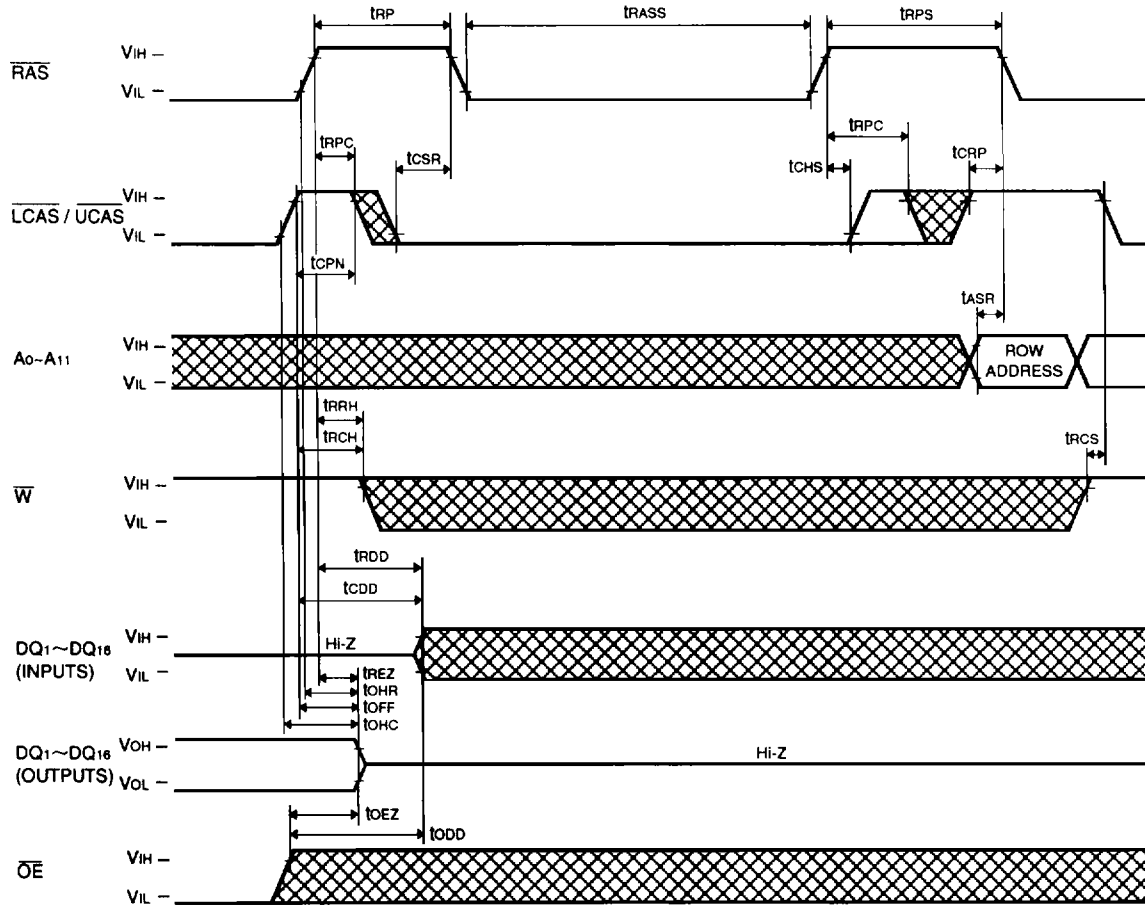 tRP tRASS tRPS
RAS VIH
VIL
tRPC tCSR tRPC tCHS tCRP
LCAS / UCAS VIH
VIL
tCPN
tASR
A0~A11 VIH
VIL
ROW
ADDRESS
tRRH
tRCH
tRCS
W VIH
VIL
tRDD
tCDD
DQ1~DQ16
(INPUTS)
VIH
VIL
Hi-Z
tREZ
tOHR
tOFF
tOHC
DQ1~DQ16
(OUTPUTS)
VOH
VOL
Hi-Z
tOEZ
tODD
OE VIH
VIL